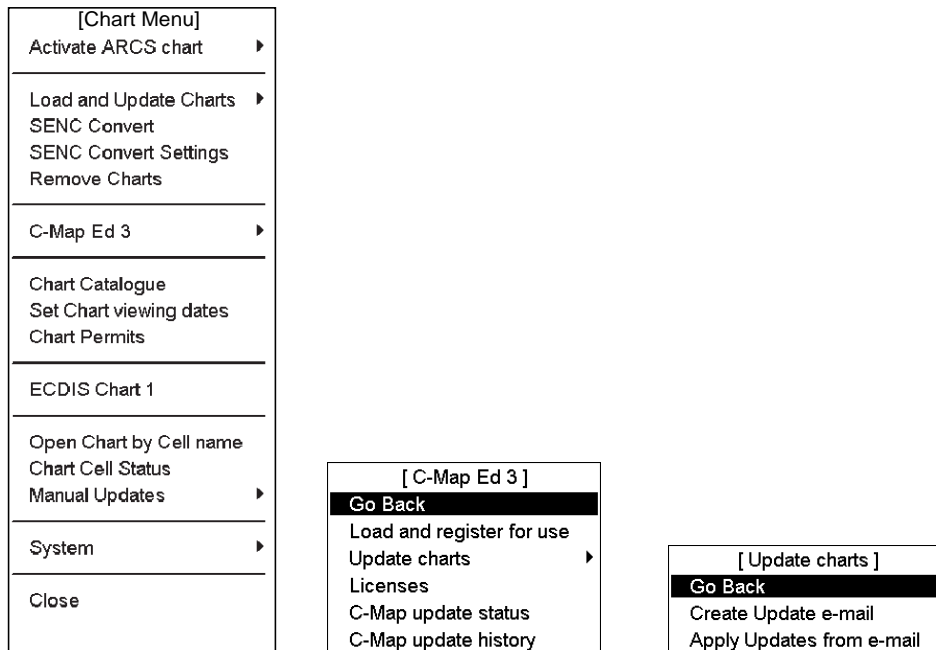 [Chart Menu]
Activate ARCS chart
Load and Update Charts
SENC Convert
SENC Convert Settings
Remove Charts
C-Map Ed 3
Chart Catalogue
Set Chart viewing dates
Chart Permits
ECDIS Chart 1
Open Chart by Cell name
Chart Cell Status
Manual Updates
System
Close
[ C-Map Ed 3 ]
Go Back
Load and register for use
Update charts
Licenses
C-Map update status
C-Map update history
[ Update charts ]
Go Back
Create Update e-mail
Apply Updates from e-mail